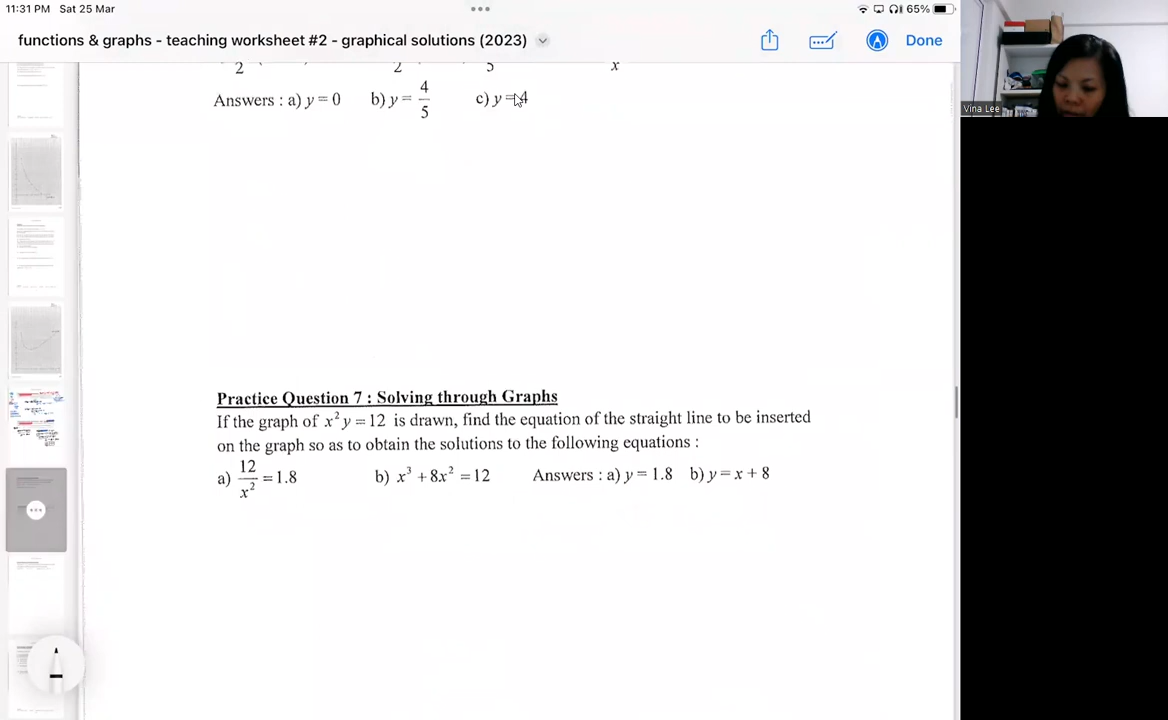 11:31 PM Sat 25 Mar
65%
functions & graphs - teaching worksheet #2 - graphical solutions (2023)
Done
2 2 5 x
Answers : a) y = 0 b) y = 4/5 c) y = 4
Vina Lee
Practice Question 7 : Solving through Graphs
If the graph of x²y = 12 is drawn, find the equation of the straight line to be inserted
on the graph so as to obtain the solutions to the following equations :
a) 12/x² = 1.8 b) x³ + 8x² = 12 Answers : a) y = 1.8 b) y = x + 8